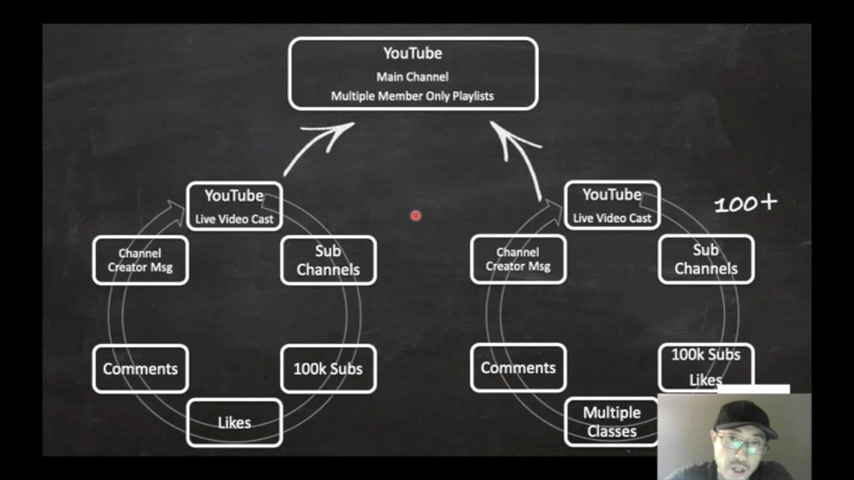 YouTube
Main Channel
Multiple Member Only Playlists
YouTube
Live Video Cast
Sub
Channels
100k Subs
Likes
Comments
Channel
Creator Msg
YouTube
Live Video Cast
100+
Sub
Channels
100k Subs
Likes
Multiple
Classes
Comments
Channel
Creator Msg